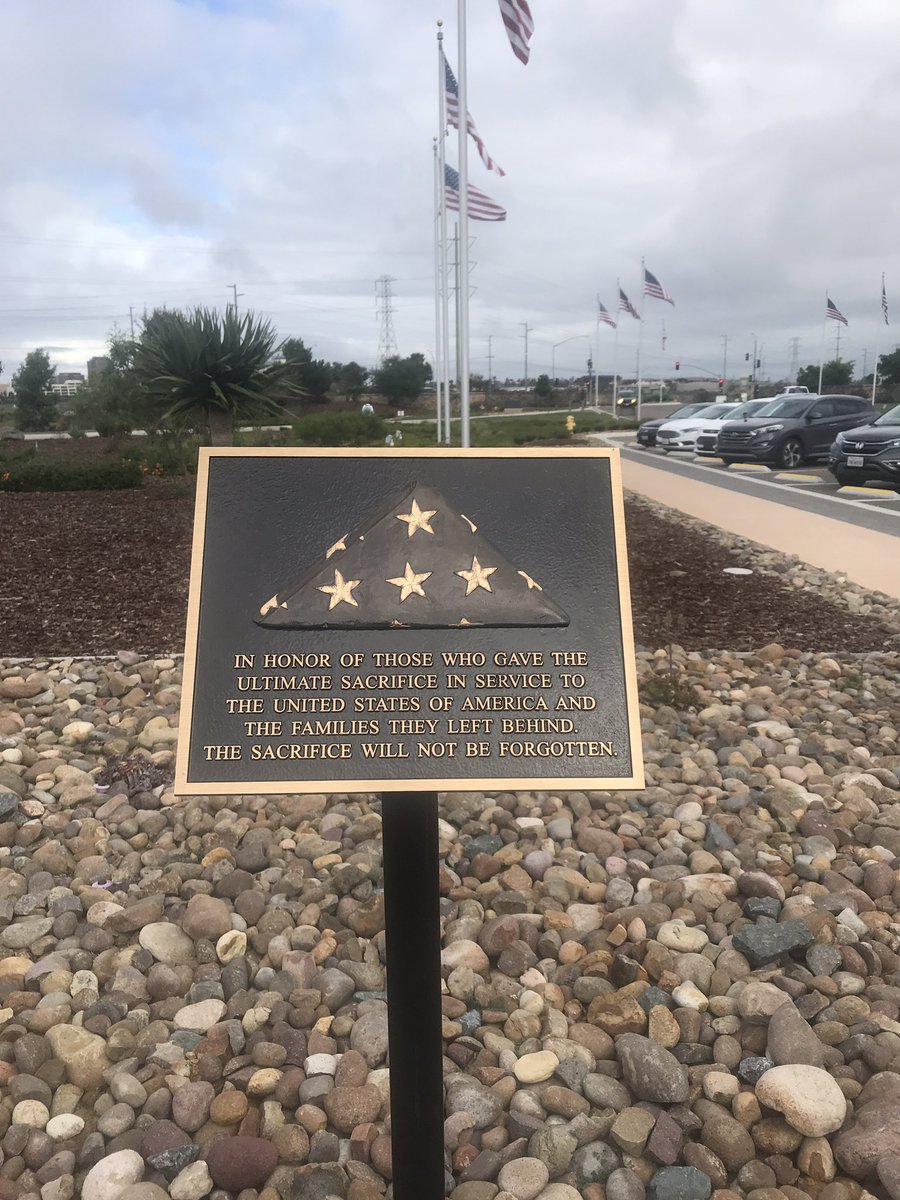 IN HONOR OF THOSE WHO GAVE THE
ULTIMATE SACRIFICE IN SERVICE TO
THE UNITED STATES OF AMERICA AND
THE FAMILIES THEY LEFT BEHIND.
THE SACRIFICE WILL NOT BE FORGOTTEN.